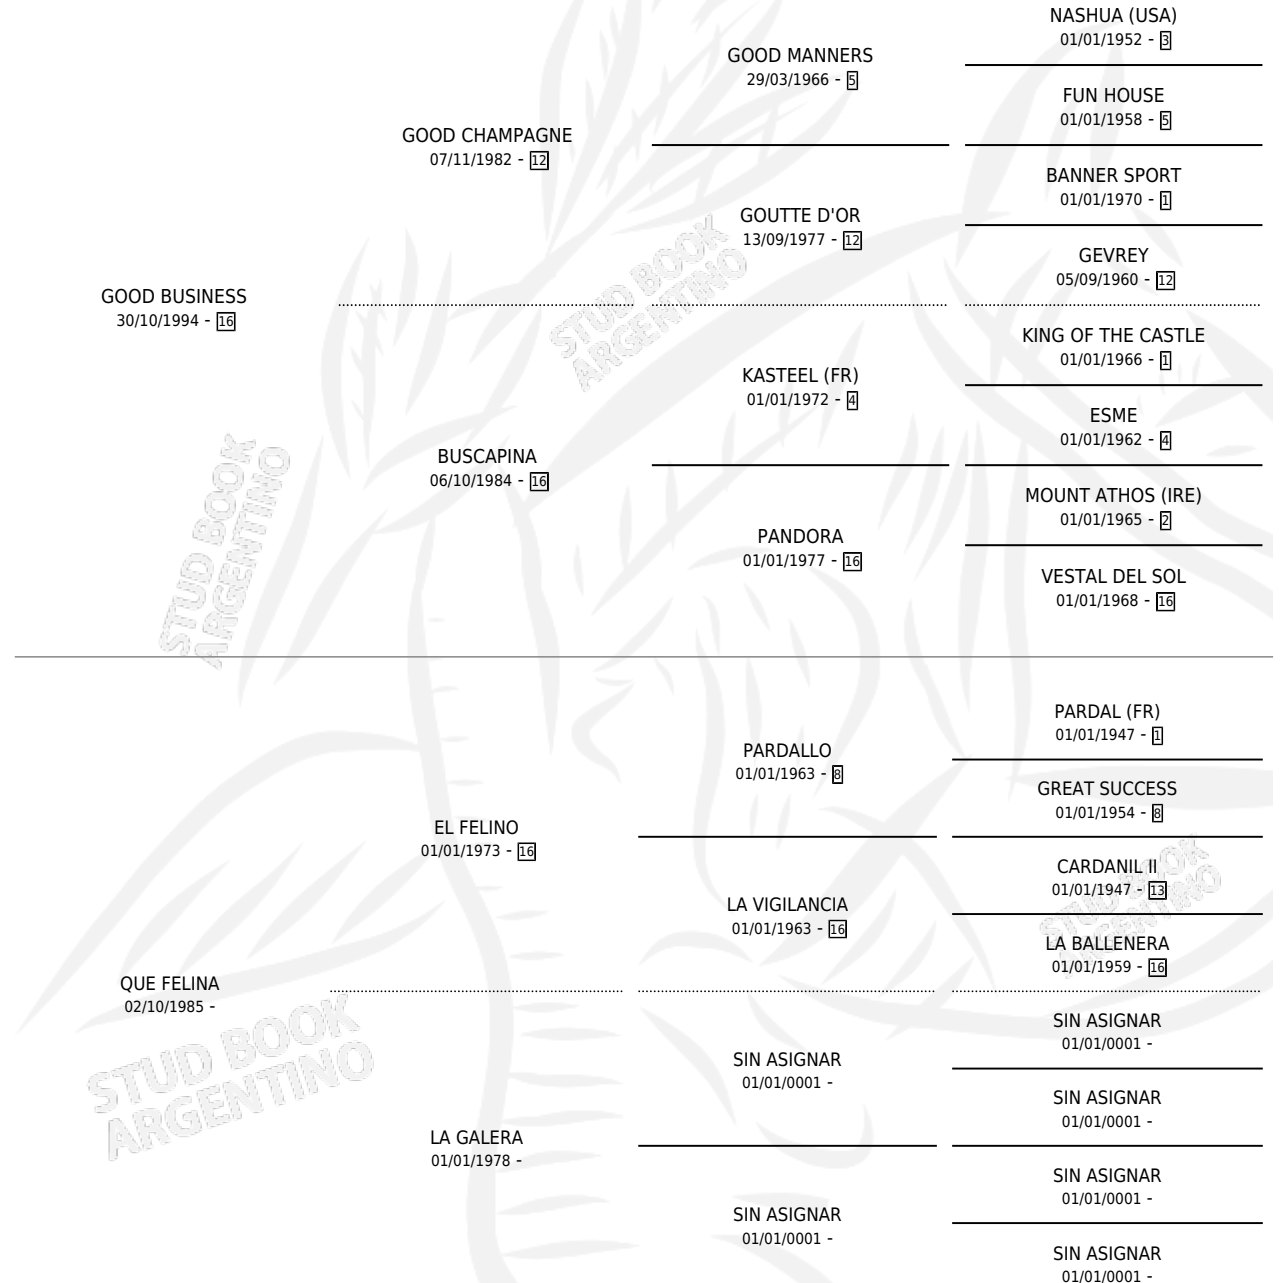 NASHUA (USA)
01/01/1952 - 3
GOOD MANNERS
29/03/1966 - 5
FUN HOUSE
01/01/1958 - 5
GOOD CHAMPAGNE
07/11/1982 - 12
BANNER SPORT
01/01/1970 - 1
GOUTTE D'OR
13/09/1977 - 12
GEVREY
05/09/1960 - 12
GOOD BUSINESS
30/10/1994 - 16
KING OF THE CASTLE
01/01/1966 - 1
KASTEEL (FR)
01/01/1972 - 4
ESME
01/01/1962 - 4
BUSCAPINA
06/10/1984 - 16
MOUNT ATHOS (IRE)
01/01/1965 - 2
PANDORA
01/01/1977 - 16
VESTAL DEL SOL
01/01/1968 - 16
STUD BOOK
ARGENTINO
STUD BOOK
ARGENTINO
PARDAL (FR)
01/01/1947 - 1
PARDALLO
01/01/1963 - 8
GREAT SUCCESS
01/01/1954 - 8
EL FELINO
01/01/1973 - 16
CARDANIL II
01/01/1947 - 13
LA VIGILANCIA
01/01/1963 - 16
LA BALLENERA
01/01/1959 - 16
STUD BOOK
ARGENTINO
QUE FELINA
02/10/1985 -
SIN ASIGNAR
01/01/0001 -
SIN ASIGNAR
01/01/0001 -
SIN ASIGNAR
01/01/0001 -
LA GALERA
01/01/1978 -
SIN ASIGNAR
01/01/0001 -
SIN ASIGNAR
01/01/0001 -
SIN ASIGNAR
01/01/0001 -
STUD BOOK
ARGENTINO